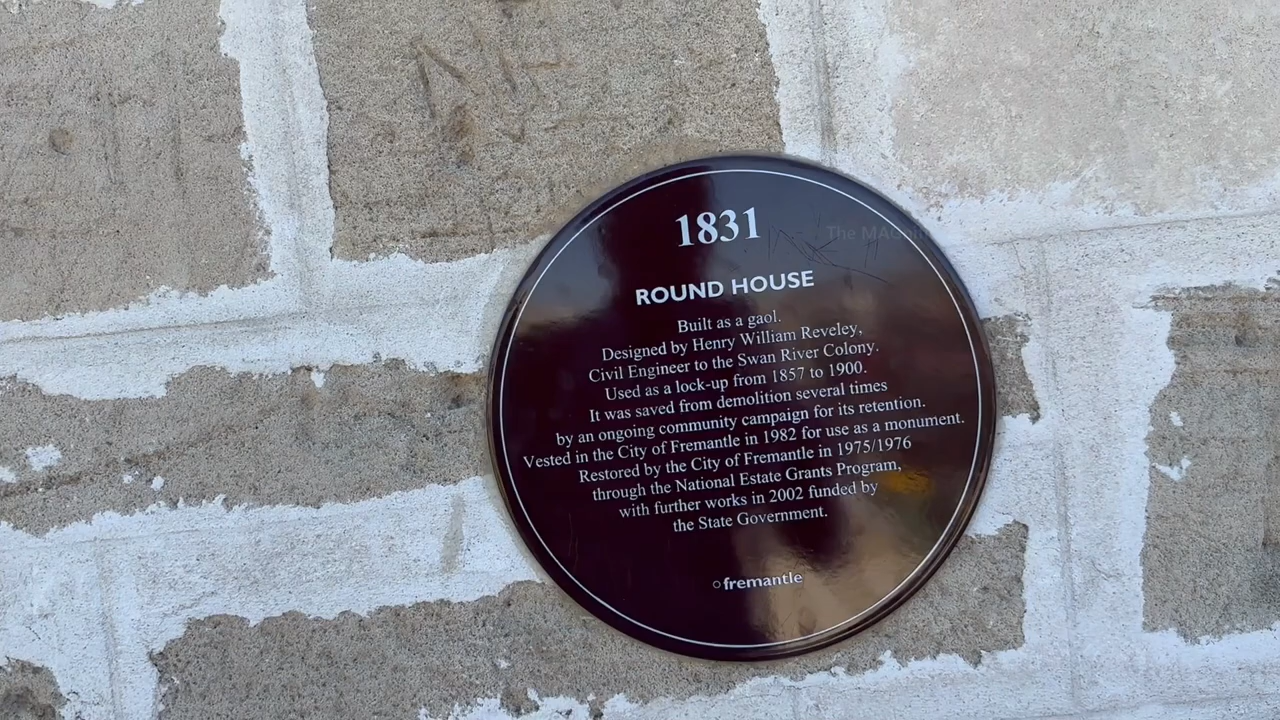 1831
ROUND HOUSE
Built as a gaol.
Designed by Henry William Reveley,
Civil Engineer to the Swan River Colony.
Used as a lock-up from 1857 to 1900.
It was saved from demolition several times
by an ongoing community campaign for its retention.
Vested in the City of Fremantle in 1982 for use as a monument.
Restored by the City of Fremantle in 1975/1976
through the National Estate Grants Program,
with further works in 2002 funded by
the State Government.
fremantle